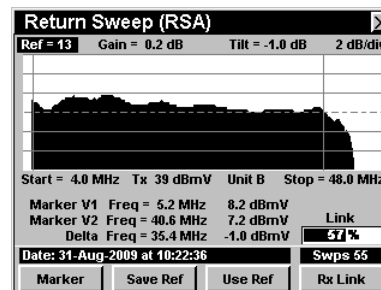 Return Sweep (RSA)
Ref = 13 Gain = 0.2 dB Tilt = -1.0 dB 2 dB/div
Start = 4.0 MHz Tx 39 dBmV Unit B Stop = 48.0 MHz
Marker V1 Freq = 5.2 MHz 8.2 dBmV
Marker V2 Freq = 40.6 MHz 7.2 dBmV Link
Delta Freq = 35.4 MHz -1.0 dBmV 57 %
Date: 31-Aug-2009 at 10:22:36 Swps 55
Marker Save Ref Use Ref Rx Link